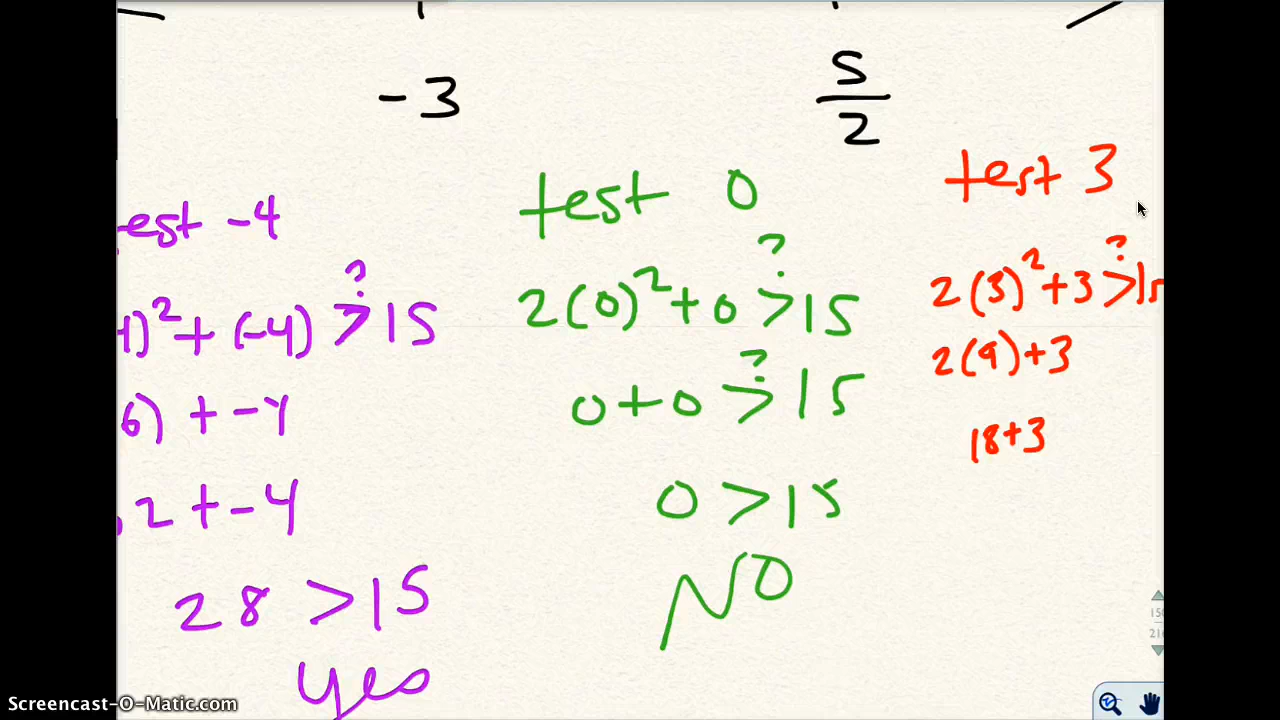 -3
5/2
test -4
)² + (-4) >? 15
6) + -4
2 + -4
28 > 15
yes
test 0
2(0)² + 0 >? 15
0 + 0 >? 15
0 > 15
NO
test 3
2(3)² + 3 >? 15
2(9) + 3
18 + 3
Screencast-O-Matic.com